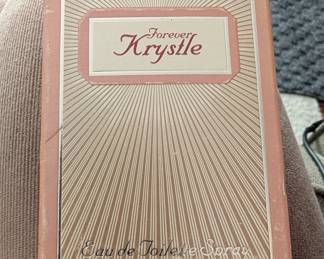 Forever
Krystle
Eau de Toilette Spray